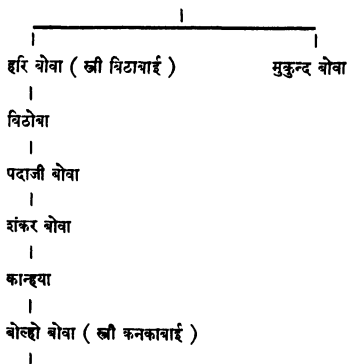 हरि बोवा ( स्त्री विठाबाई ) मुकुन्द बोवा
विठोबा
पदाजी बोवा
शंकर बोवा
कान्हया
बोल्हो बोवा ( स्त्री कनकाबाई )